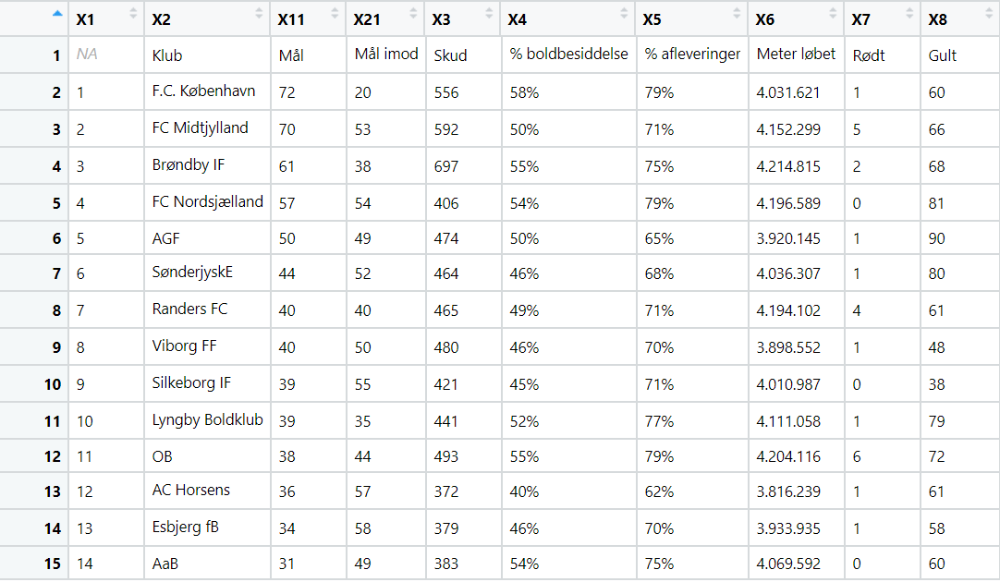 X1 X2 X11 X21 X3 X4 X5 X6 X7 X8
1 NA Klub Mål Mål imod Skud % boldbesiddelse % afleveringer Meter løbet Rødt Gult
2 1 F.C. København 72 20 556 58% 79% 4.031.621 1 60
3 2 FC Midtjylland 70 53 592 50% 71% 4.152.299 5 66
4 3 Brøndby IF 61 38 697 55% 75% 4.214.815 2 68
5 4 FC Nordsjælland 57 54 406 54% 79% 4.196.589 0 81
6 5 AGF 50 49 474 50% 65% 3.920.145 1 90
7 6 SønderjyskE 44 52 464 46% 68% 4.036.307 1 80
8 7 Randers FC 40 40 465 49% 71% 4.194.102 4 61
9 8 Viborg FF 40 50 480 46% 70% 3.898.552 1 48
10 9 Silkeborg IF 39 55 421 45% 71% 4.010.987 0 38
11 10 Lyngby Boldklub 39 35 441 52% 77% 4.111.058 1 79
12 11 OB 38 44 493 55% 79% 4.204.116 6 72
13 12 AC Horsens 36 57 372 40% 62% 3.816.239 1 61
14 13 Esbjerg fB 34 58 379 46% 70% 3.933.935 1 58
15 14 AaB 31 49 383 54% 75% 4.069.592 0 60